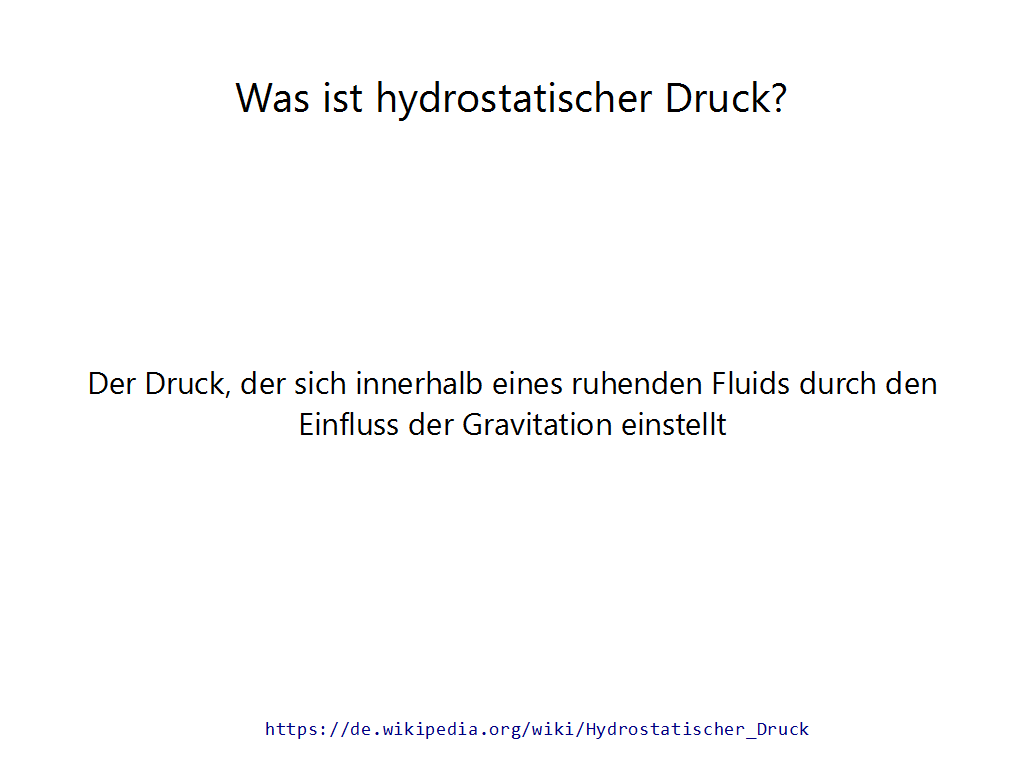 Was ist hydrostatischer Druck?
Der Druck, der sich innerhalb eines ruhenden Fluids durch den
Einfluss der Gravitation einstellt
https://de.wikipedia.org/wiki/Hydrostatischer_Druck